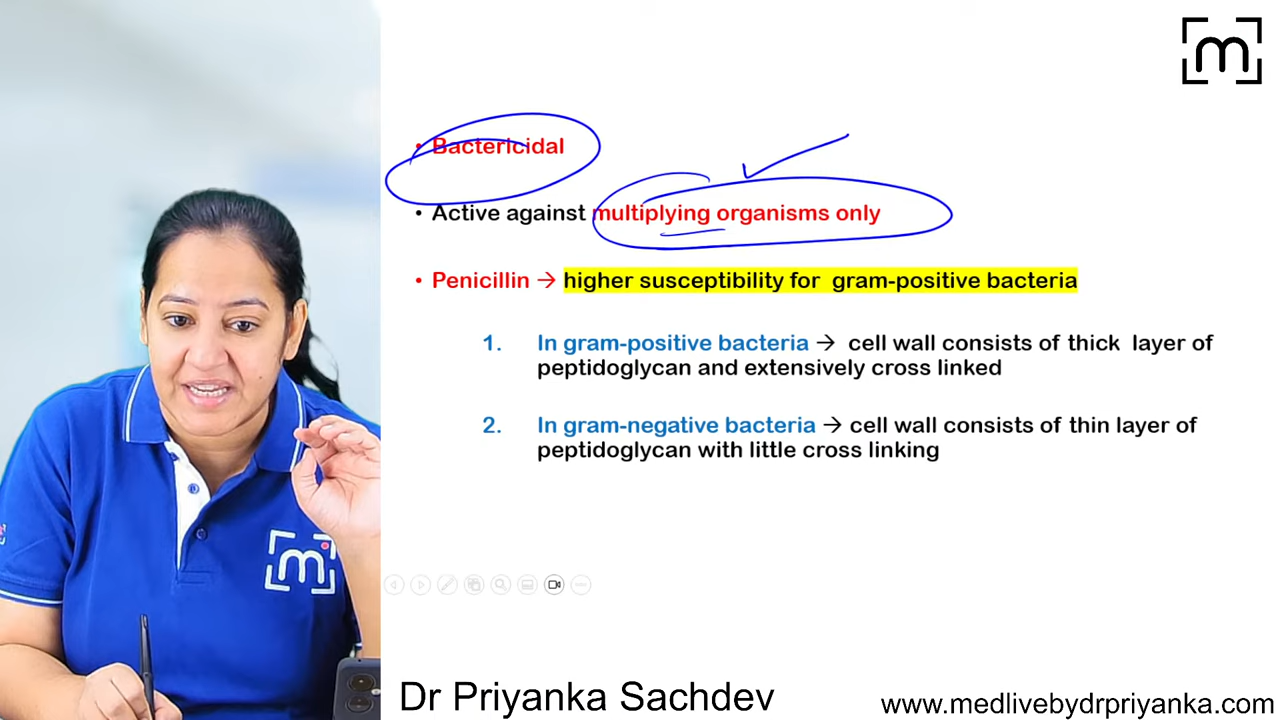 m
• Bactericidal
• Active against multiplying organisms only
• Penicillin → higher susceptibility for gram-positive bacteria
1. In gram-positive bacteria → cell wall consists of thick layer of
peptidoglycan and extensively cross linked
2. In gram-negative bacteria → cell wall consists of thin layer of
peptidoglycan with little cross linking
m
Dr Priyanka Sachdev
www.medlivebydrpriyanka.com